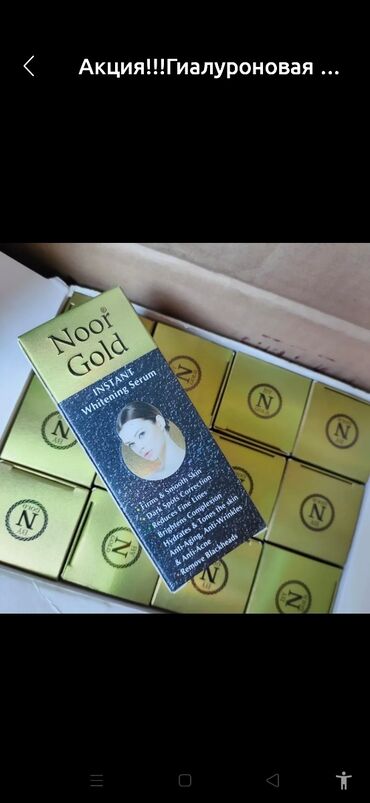 Акция!!!Гиалуроновая ...
Noor®
Gold
INSTANT
Whitening Serum
Firms & Smooth Skin
Dark Spots Correction
Reduces Fine Lines
Brightens Complexion
Hydrates & Tones the skin
Anti Aging, Anti-Wrinkles
& Anti-Acne
Remove Blackheads
N
N
N
N
N
N
N
N